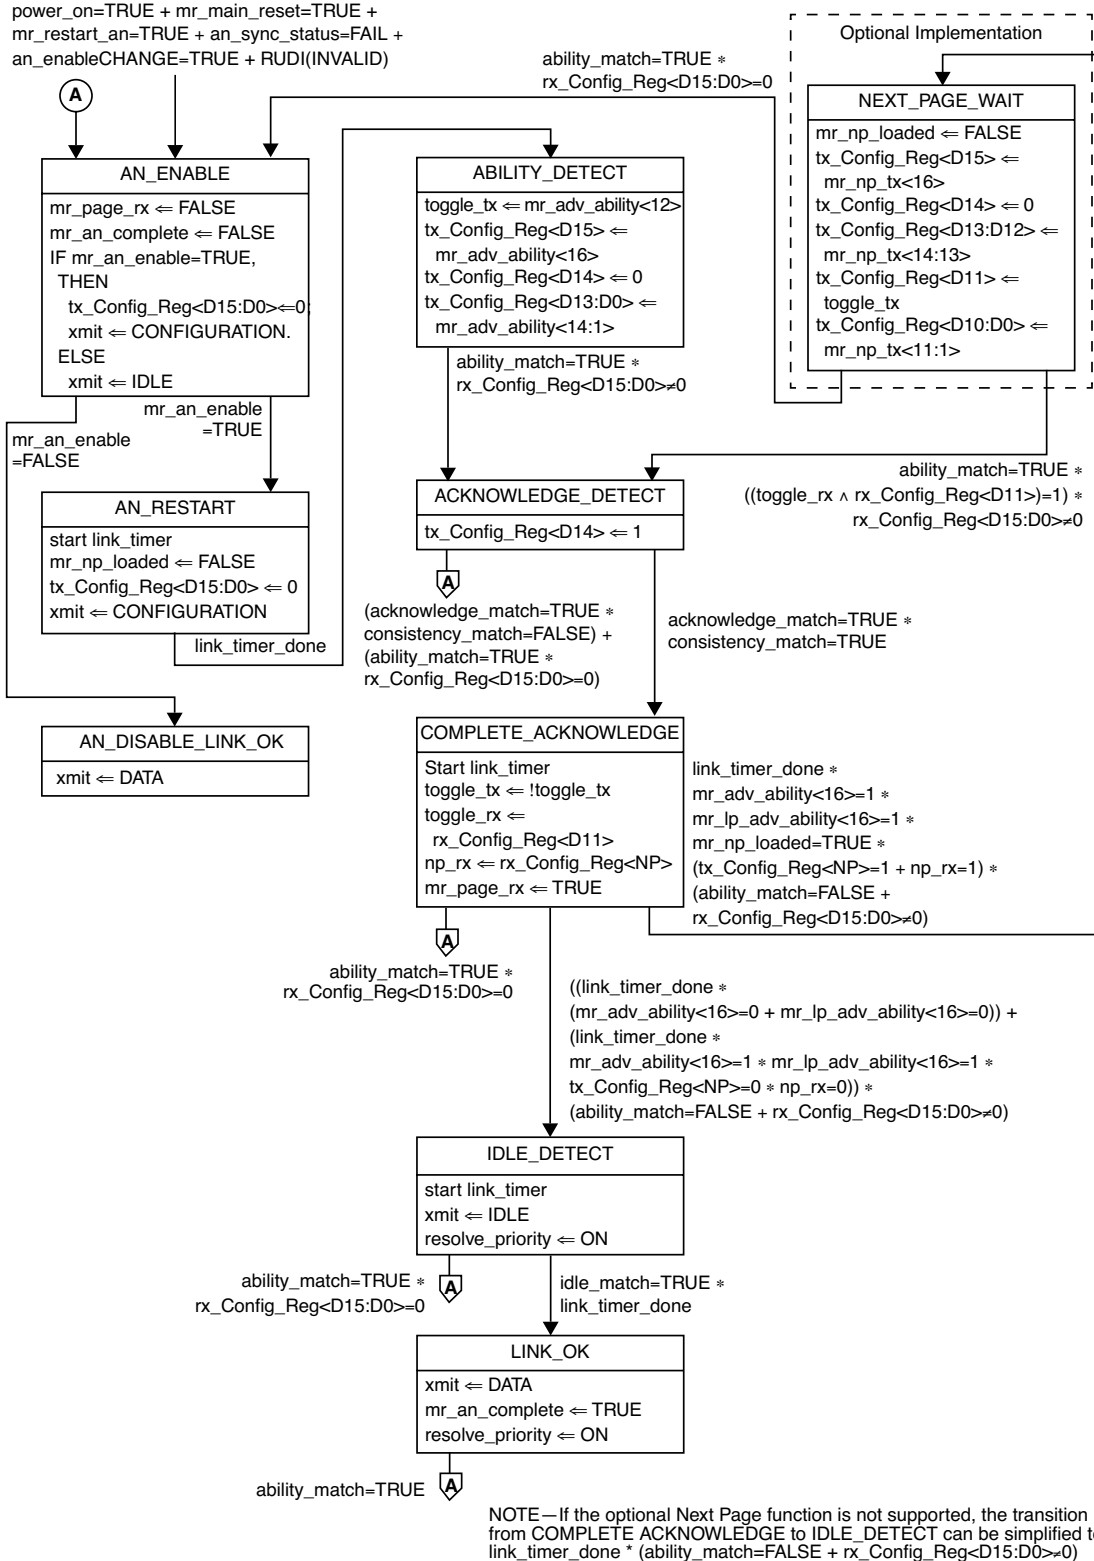 power_on=TRUE + mr_main_reset=TRUE +
mr_restart_an=TRUE + an_sync_status=FAIL +
an_enableCHANGE=TRUE + RUDI(INVALID)
A
ability_match=TRUE *
rx_Config_Reg<D15:D0>=0
Optional Implementation
NEXT_PAGE_WAIT
mr_np_loaded ⇐ FALSE
tx_Config_Reg<D15> ⇐
mr_np_tx<16>
tx_Config_Reg<D14> ⇐ 0
tx_Config_Reg<D13:D12> ⇐
mr_np_tx<14:13>
tx_Config_Reg<D11> ⇐
toggle_tx
tx_Config_Reg<D10:D0> ⇐
mr_np_tx<11:1>
AN_ENABLE
mr_page_rx ⇐ FALSE
mr_an_complete ⇐ FALSE
IF mr_an_enable=TRUE,
THEN
tx_Config_Reg<D15:D0>⇐0;
xmit ⇐ CONFIGURATION.
ELSE
xmit ⇐ IDLE
ABILITY_DETECT
toggle_tx ⇐ mr_adv_ability<12>
tx_Config_Reg<D15> ⇐
mr_adv_ability<16>
tx_Config_Reg<D14> ⇐ 0
tx_Config_Reg<D13:D0> ⇐
mr_adv_ability<14:1>
ability_match=TRUE *
rx_Config_Reg<D15:D0>≠0
mr_an_enable
=TRUE
mr_an_enable
=FALSE
ability_match=TRUE *
((toggle_rx ∧ rx_Config_Reg<D11>)=1) *
rx_Config_Reg<D15:D0>≠0
AN_RESTART
start link_timer
mr_np_loaded ⇐ FALSE
tx_Config_Reg<D15:D0> ⇐ 0
xmit ⇐ CONFIGURATION
link_timer_done
ACKNOWLEDGE_DETECT
tx_Config_Reg<D14> ⇐ 1
A
(acknowledge_match=TRUE *
consistency_match=FALSE) +
(ability_match=TRUE *
rx_Config_Reg<D15:D0>=0)
acknowledge_match=TRUE *
consistency_match=TRUE
AN_DISABLE_LINK_OK
xmit ⇐ DATA
COMPLETE_ACKNOWLEDGE
Start link_timer
toggle_tx ⇐ !toggle_tx
toggle_rx ⇐
rx_Config_Reg<D11>
np_rx ⇐ rx_Config_Reg<NP>
mr_page_rx ⇐ TRUE
link_timer_done *
mr_adv_ability<16>=1 *
mr_lp_adv_ability<16>=1 *
mr_np_loaded=TRUE *
(tx_Config_Reg<NP>=1 + np_rx=1) *
(ability_match=FALSE +
rx_Config_Reg<D15:D0>≠0)
A
ability_match=TRUE *
rx_Config_Reg<D15:D0>=0
((link_timer_done *
(mr_adv_ability<16>=0 + mr_lp_adv_ability<16>=0)) +
(link_timer_done *
mr_adv_ability<16>=1 * mr_lp_adv_ability<16>=1 *
tx_Config_Reg<NP>=0 * np_rx=0)) *
(ability_match=FALSE + rx_Config_Reg<D15:D0>≠0)
IDLE_DETECT
start link_timer
xmit ⇐ IDLE
resolve_priority ⇐ ON
ability_match=TRUE *
rx_Config_Reg<D15:D0>=0
A
idle_match=TRUE *
link_timer_done
LINK_OK
xmit ⇐ DATA
mr_an_complete ⇐ TRUE
resolve_priority ⇐ ON
ability_match=TRUE
A
NOTE—If the optional Next Page function is not supported, the transition
from COMPLETE ACKNOWLEDGE to IDLE_DETECT can be simplified to
link_timer_done * (ability_match=FALSE + rx_Config_Reg<D15:D0>≠0)